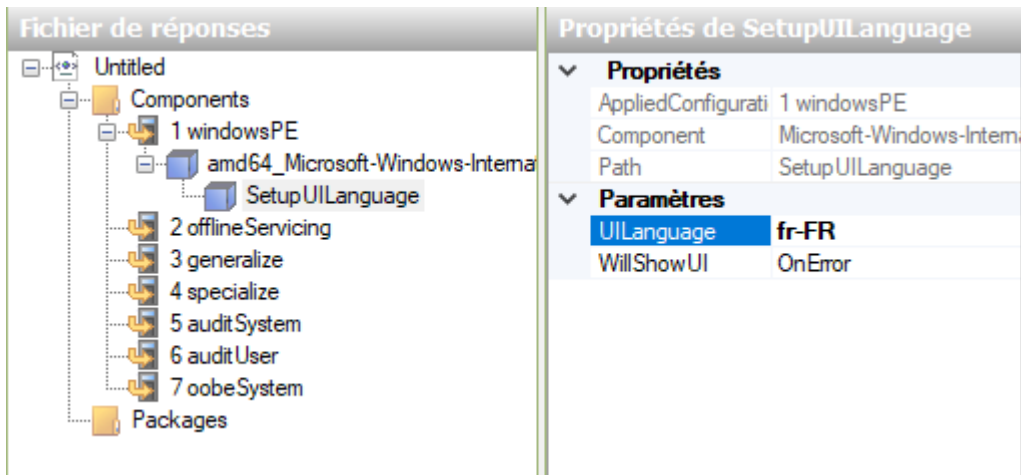 Fichier de réponses
Untitled
Components
1 windowsPE
amd64_Microsoft-Windows-Interna
SetupUILanguage
2 offlineServicing
3 generalize
4 specialize
5 auditSystem
6 auditUser
7 oobeSystem
Packages
Propriétés de SetupUILanguage
Propriétés
AppliedConfigurati 1 windowsPE
Component Microsoft-Windows-Interna
Path SetupUILanguage
Paramètres
UILanguage fr-FR
WillShowUI OnError